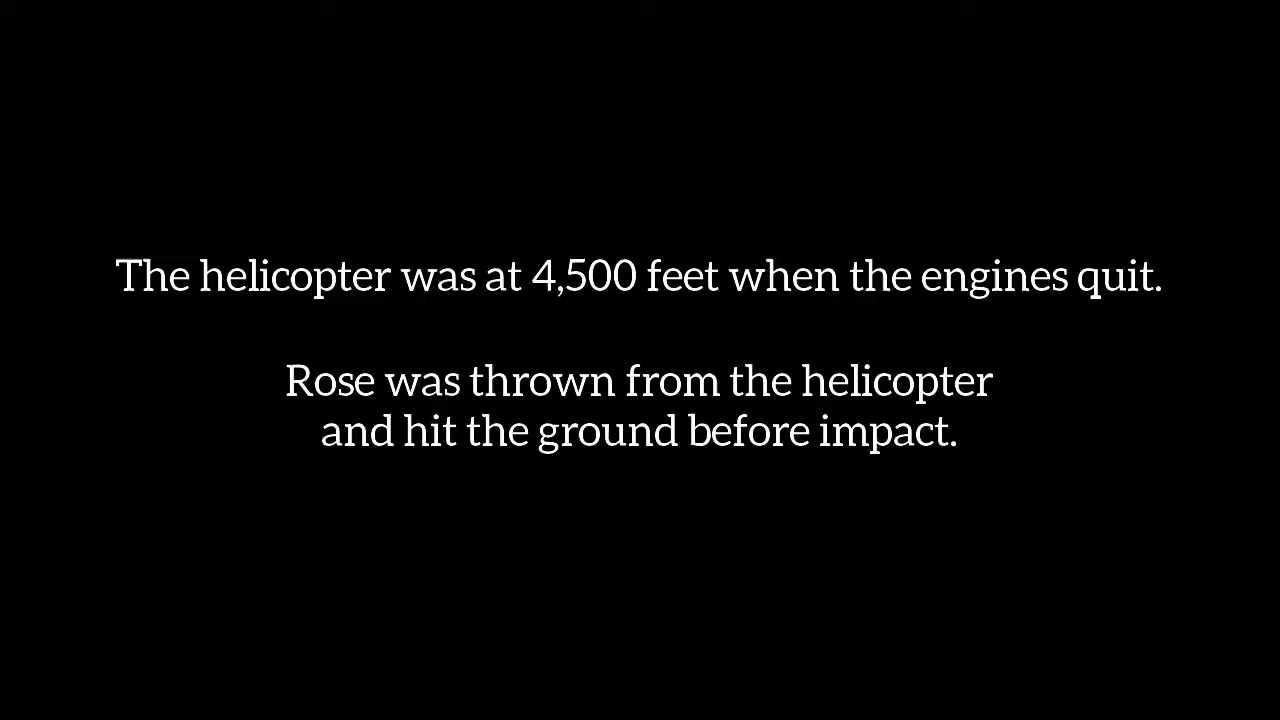 The helicopter was at 4,500 feet when the engines quit.
Rose was thrown from the helicopter
and hit the ground before impact.